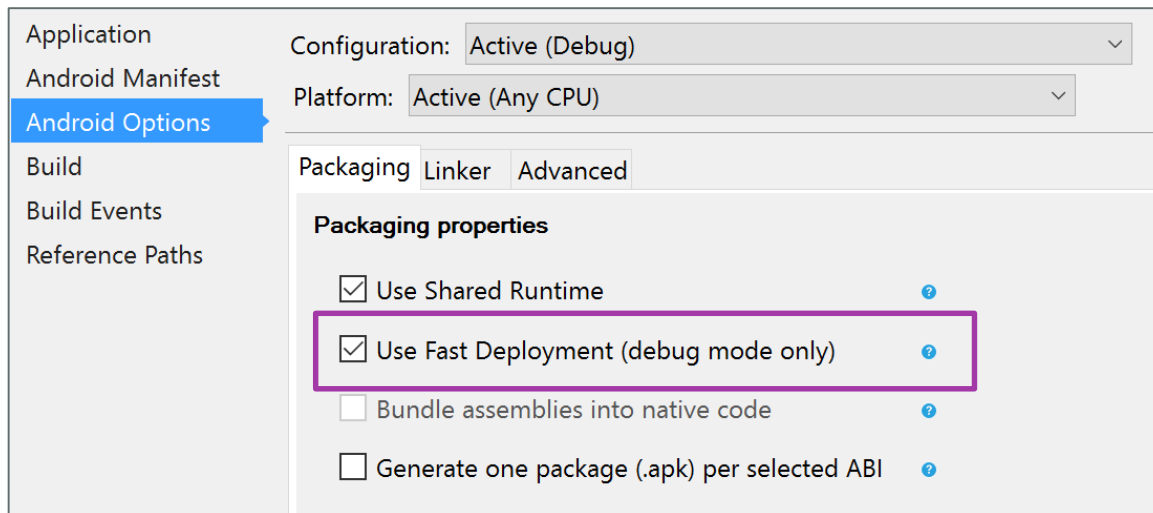 Application
Android Manifest
Android Options
Build
Build Events
Reference Paths
Configuration: Active (Debug)
Platform: Active (Any CPU)
Packaging Linker Advanced
Packaging properties
Use Shared Runtime ?
Use Fast Deployment (debug mode only) ?
Bundle assemblies into native code ?
Generate one package (.apk) per selected ABI ?